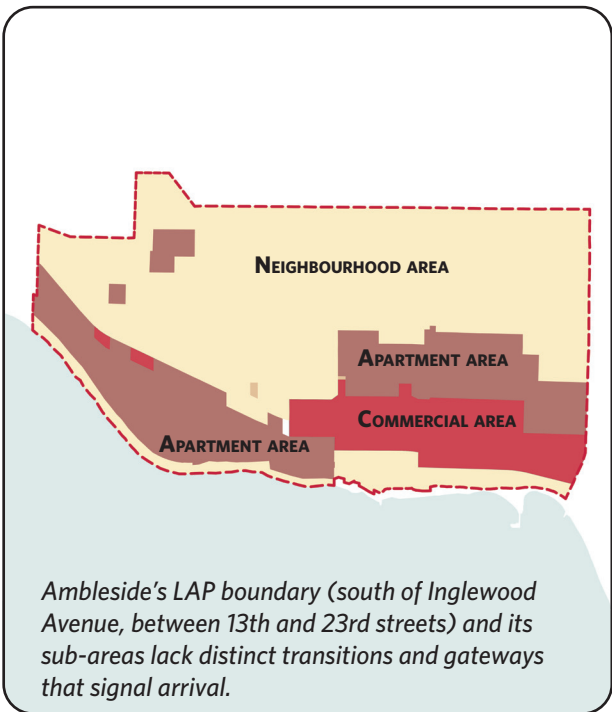 NEIGHBOURHOOD AREA
APARTMENT AREA
COMMERCIAL AREA
APARTMENT AREA
Ambleside's LAP boundary (south of Inglewood
Avenue, between 13th and 23rd streets) and its
sub-areas lack distinct transitions and gateways
that signal arrival.